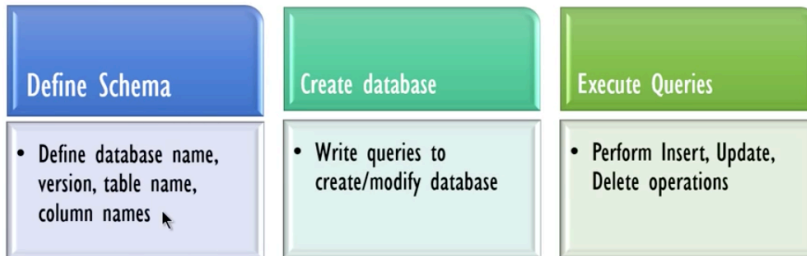 Define Schema
• Define database name,
version, table name,
column names
Create database
• Write queries to
create/modify database
Execute Queries
• Perform Insert, Update,
Delete operations